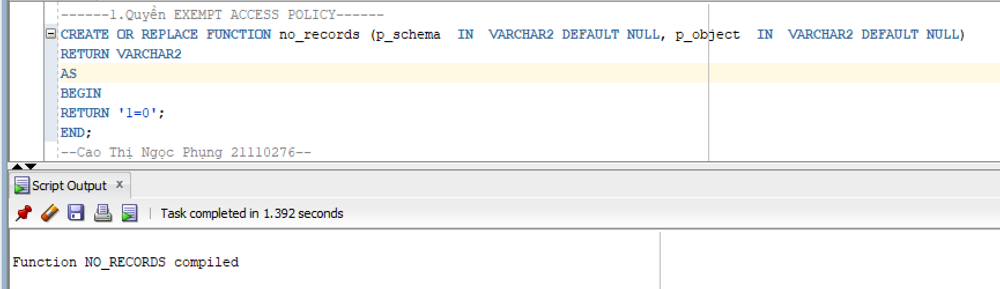 ------1.Quyền EXEMPT ACCESS POLICY------
CREATE OR REPLACE FUNCTION no_records (p_schema  IN  VARCHAR2 DEFAULT NULL, p_object  IN  VARCHAR2 DEFAULT NULL)
RETURN VARCHAR2
AS
BEGIN
RETURN '1=0';
END;
--Cao Thị Ngọc Phụng 21110276--
Script Output x
Task completed in 1.392 seconds
Function NO_RECORDS compiled